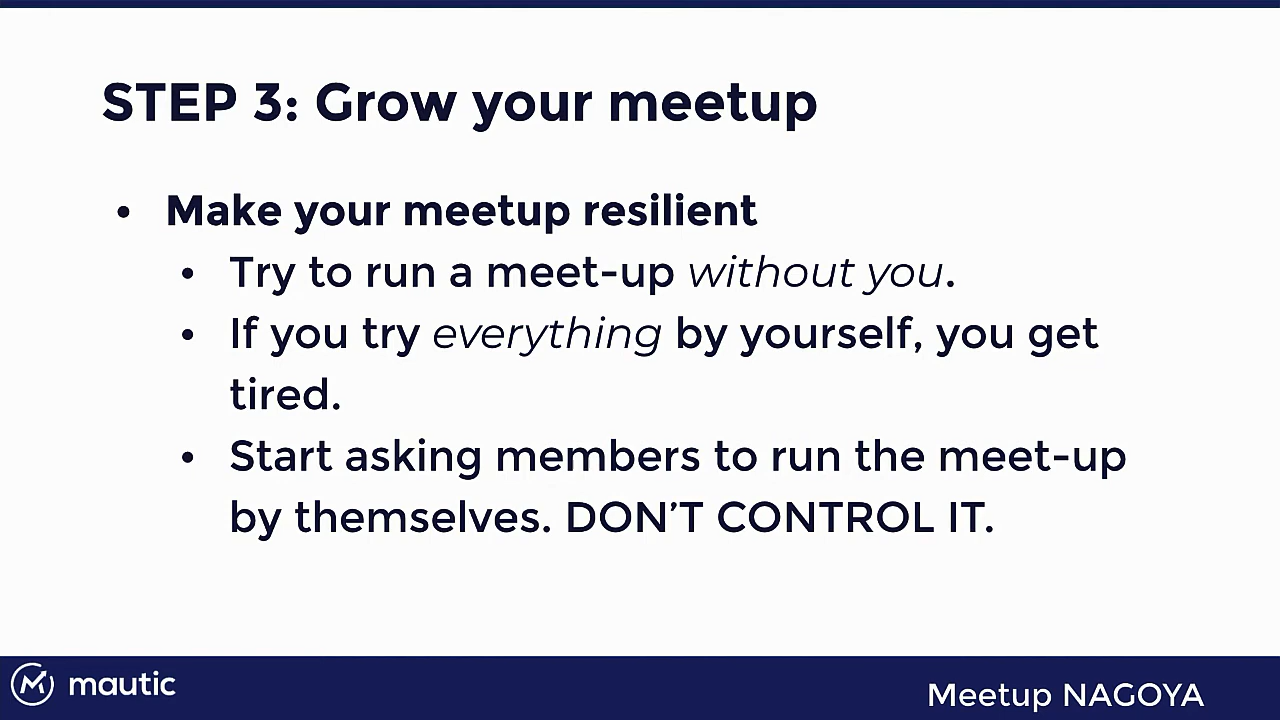 STEP 3: Grow your meetup
• Make your meetup resilient
• Try to run a meet-up without you.
• If you try everything by yourself, you get
tired.
• Start asking members to run the meet-up
by themselves. DON’T CONTROL IT.
mautic
Meetup NAGOYA